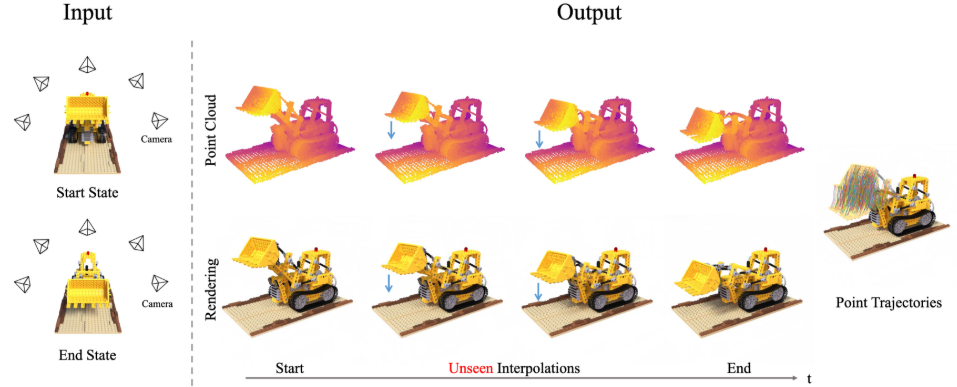 Input
Output
Camera
Start State
Camera
End State
Point Cloud
Rendering
Start
Unseen Interpolations
End
t
Point Trajectories